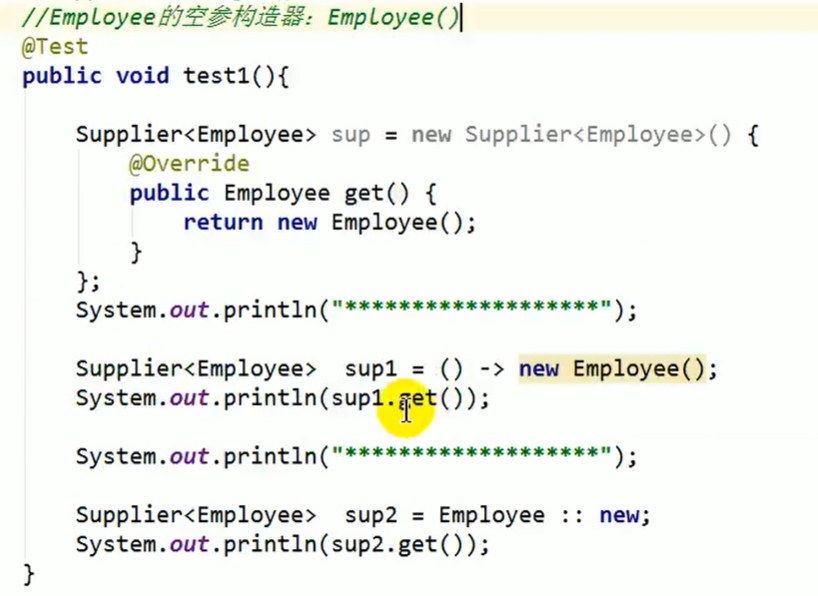 //Employee的空参构造器：Employee()
@Test
public void test1(){
Supplier<Employee> sup = new Supplier<Employee>() {
@Override
public Employee get() {
return new Employee();
}
};
System.out.println("*******************");
Supplier<Employee>  sup1 = () -> new Employee();
System.out.println(sup1.get());
System.out.println("*******************");
Supplier<Employee>  sup2 = Employee :: new;
System.out.println(sup2.get());
}